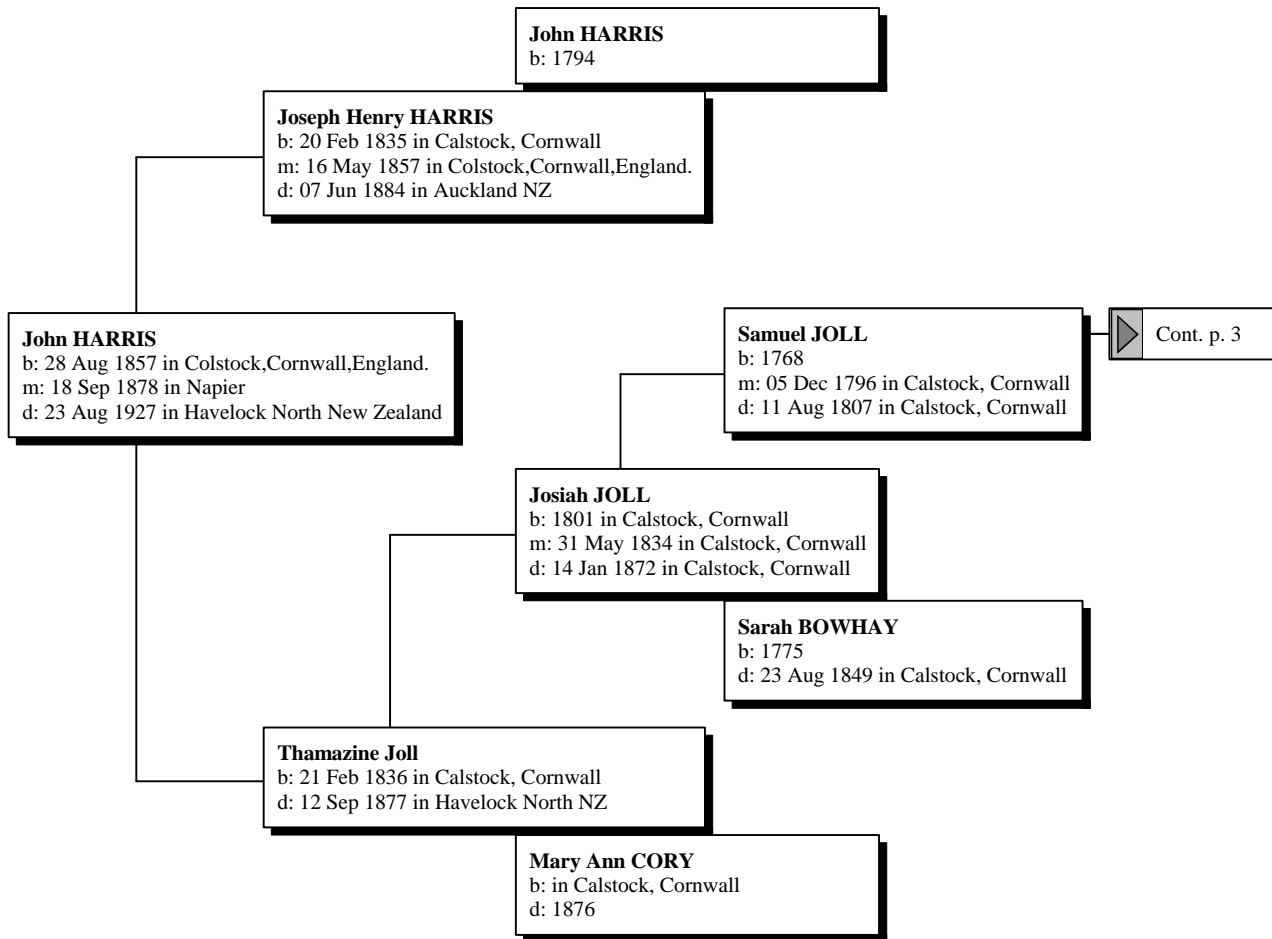 John HARRIS
b: 1794
Joseph Henry HARRIS
b: 20 Feb 1835 in Calstock, Cornwall
m: 16 May 1857 in Colstock,Cornwall,England.
d: 07 Jun 1884 in Auckland NZ
John HARRIS
b: 28 Aug 1857 in Colstock,Cornwall,England.
m: 18 Sep 1878 in Napier
d: 23 Aug 1927 in Havelock North New Zealand
Samuel JOLL
b: 1768
m: 05 Dec 1796 in Calstock, Cornwall
d: 11 Aug 1807 in Calstock, Cornwall
Cont. p. 3
Josiah JOLL
b: 1801 in Calstock, Cornwall
m: 31 May 1834 in Calstock, Cornwall
d: 14 Jan 1872 in Calstock, Cornwall
Sarah BOWHAY
b: 1775
d: 23 Aug 1849 in Calstock, Cornwall
Thamazine Joll
b: 21 Feb 1836 in Calstock, Cornwall
d: 12 Sep 1877 in Havelock North NZ
Mary Ann CORY
b: in Calstock, Cornwall
d: 1876